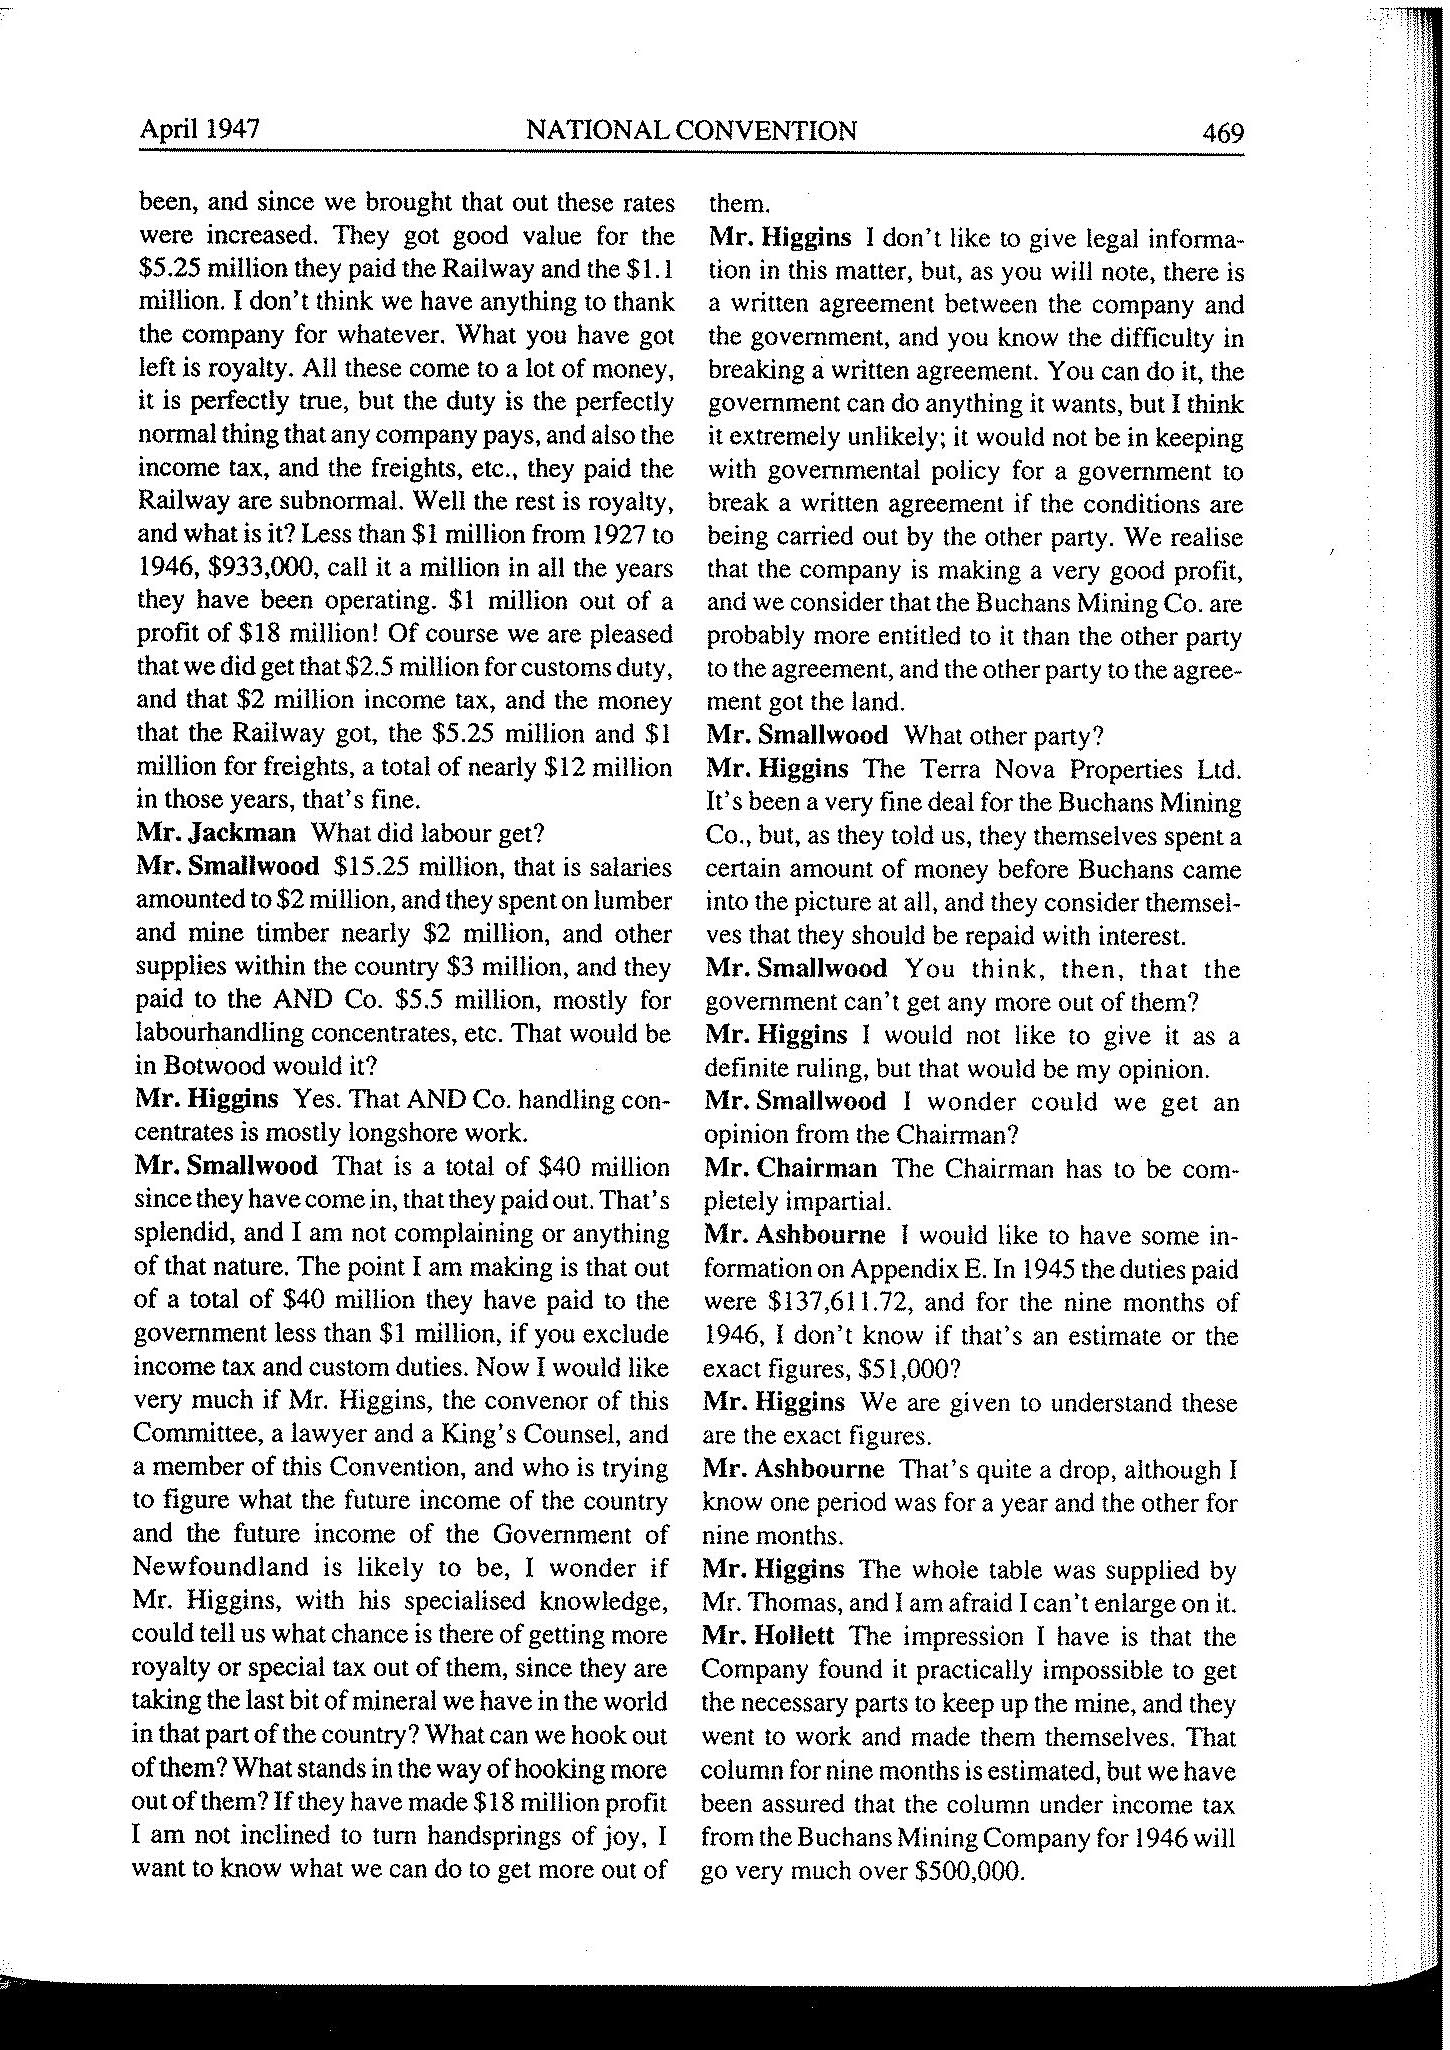 April 1947
NATIONAL CONVENTION
469
been, and since we brought that out these rates
were increased. They got good value for the
$5.25 million they paid the Railway and the $1.1
million. I don't think we have anything to thank
the company for whatever. What you have got
left is royalty. All these come to a lot of money,
it is perfectly true, but the duty is the perfectly
normal thing that any company pays, and also the
income tax, and the freights, etc., they paid the
Railway are subnormal. Well the rest is royalty,
and what is it? Less than $1 million from 1927 to
1946, $933,000, call it a million in all the years
they have been operating. $1 million out of a
profit of $18 million! Of course we are pleased
that we did get that $2.5 million for customs duty,
and that $2 million income tax, and the money
that the Railway got, the $5.25 million and $1
million for freights, a total of nearly $12 million
in those years, that's fine.
Mr. Jackman What did labour get?
Mr. Smallwood $15.25 million, that is salaries
amounted to $2 million, and they spent on lumber
and mine timber nearly $2 million, and other
supplies within the country $3 million, and they
paid to the AND Co. $5.5 million, mostly for
labourhandling concentrates, etc. That would be
in Botwood would it?
Mr. Higgins Yes. That AND Co. handling con-
centrates is mostly longshore work.
Mr. Smallwood That is a total of $40 million
since they have come in, that they paid out. That's
splendid, and I am not complaining or anything
of that nature. The point I am making is that out
of a total of $40 million they have paid to the
government less than $1 million, if you exclude
income tax and custom duties. Now I would like
very much if Mr. Higgins, the convenor of this
Committee, a lawyer and a King's Counsel, and
a member of this Convention, and who is trying
to figure what the future income of the country
and the future income of the Government of
Newfoundland is likely to be, I wonder if
Mr. Higgins, with his specialised knowledge,
could tell us what chance is there of getting more
royalty or special tax out of them, since they are
taking the last bit of mineral we have in the world
in that part of the country? What can we hook out
of them? What stands in the way of hooking more
out of them? If they have made $18 million profit
I am not inclined to turn handsprings of joy, I
want to know what we can do to get more out of
them.
Mr. Higgins I don't like to give legal informa-
tion in this matter, but, as you will note, there is
a written agreement between the company and
the government, and you know the difficulty in
breaking a written agreement. You can do it, the
government can do anything it wants, but I think
it extremely unlikely; it would not be in keeping
with governmental policy for a government to
break a written agreement if the conditions are
being carried out by the other party. We realise
that the company is making a very good profit,
and we consider that the Buchans Mining Co. are
probably more entitled to it than the other party
to the agreement, and the other party to the agree-
ment got the land.
Mr. Smallwood What other party?
Mr. Higgins The Terra Nova Properties Ltd.
It's been a very fine deal for the Buchans Mining
Co., but, as they told us, they themselves spent a
certain amount of money before Buchans came
into the picture at all, and they consider themsel-
ves that they should be repaid with interest.
Mr. Smallwood You think, then, that the
government can't get any more out of them?
Mr. Higgins I would not like to give it as a
definite ruling, but that would be my opinion.
Mr. Smallwood I wonder could we get an
opinion from the Chairman?
Mr. Chairman The Chairman has to be com-
pletely impartial.
Mr. Ashbourne I would like to have some in-
formation on Appendix E. In 1945 the duties paid
were $137,611.72, and for the nine months of
1946, I don't know if that's an estimate or the
exact figures, $51,000?
Mr. Higgins We are given to understand these
are the exact figures.
Mr. Ashbourne That's quite a drop, although I
know one period was for a year and the other for
nine months.
Mr. Higgins The whole table was supplied by
Mr. Thomas, and I am afraid I can't enlarge on it.
Mr. Hollett The impression I have is that the
Company found it practically impossible to get
the necessary parts to keep up the mine, and they
went to work and made them themselves. That
column for nine months is estimated, but we have
been assured that the column under income tax
from the Buchans Mining Company for 1946 will
go very much over $500,000.